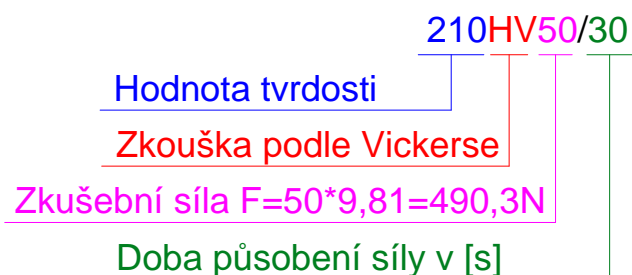 210HV50/30
Hodnota tvrdosti
Zkouška podle Vickerse
Zkušební síla F=50*9,81=490,3N
Doba působení síly v [s]